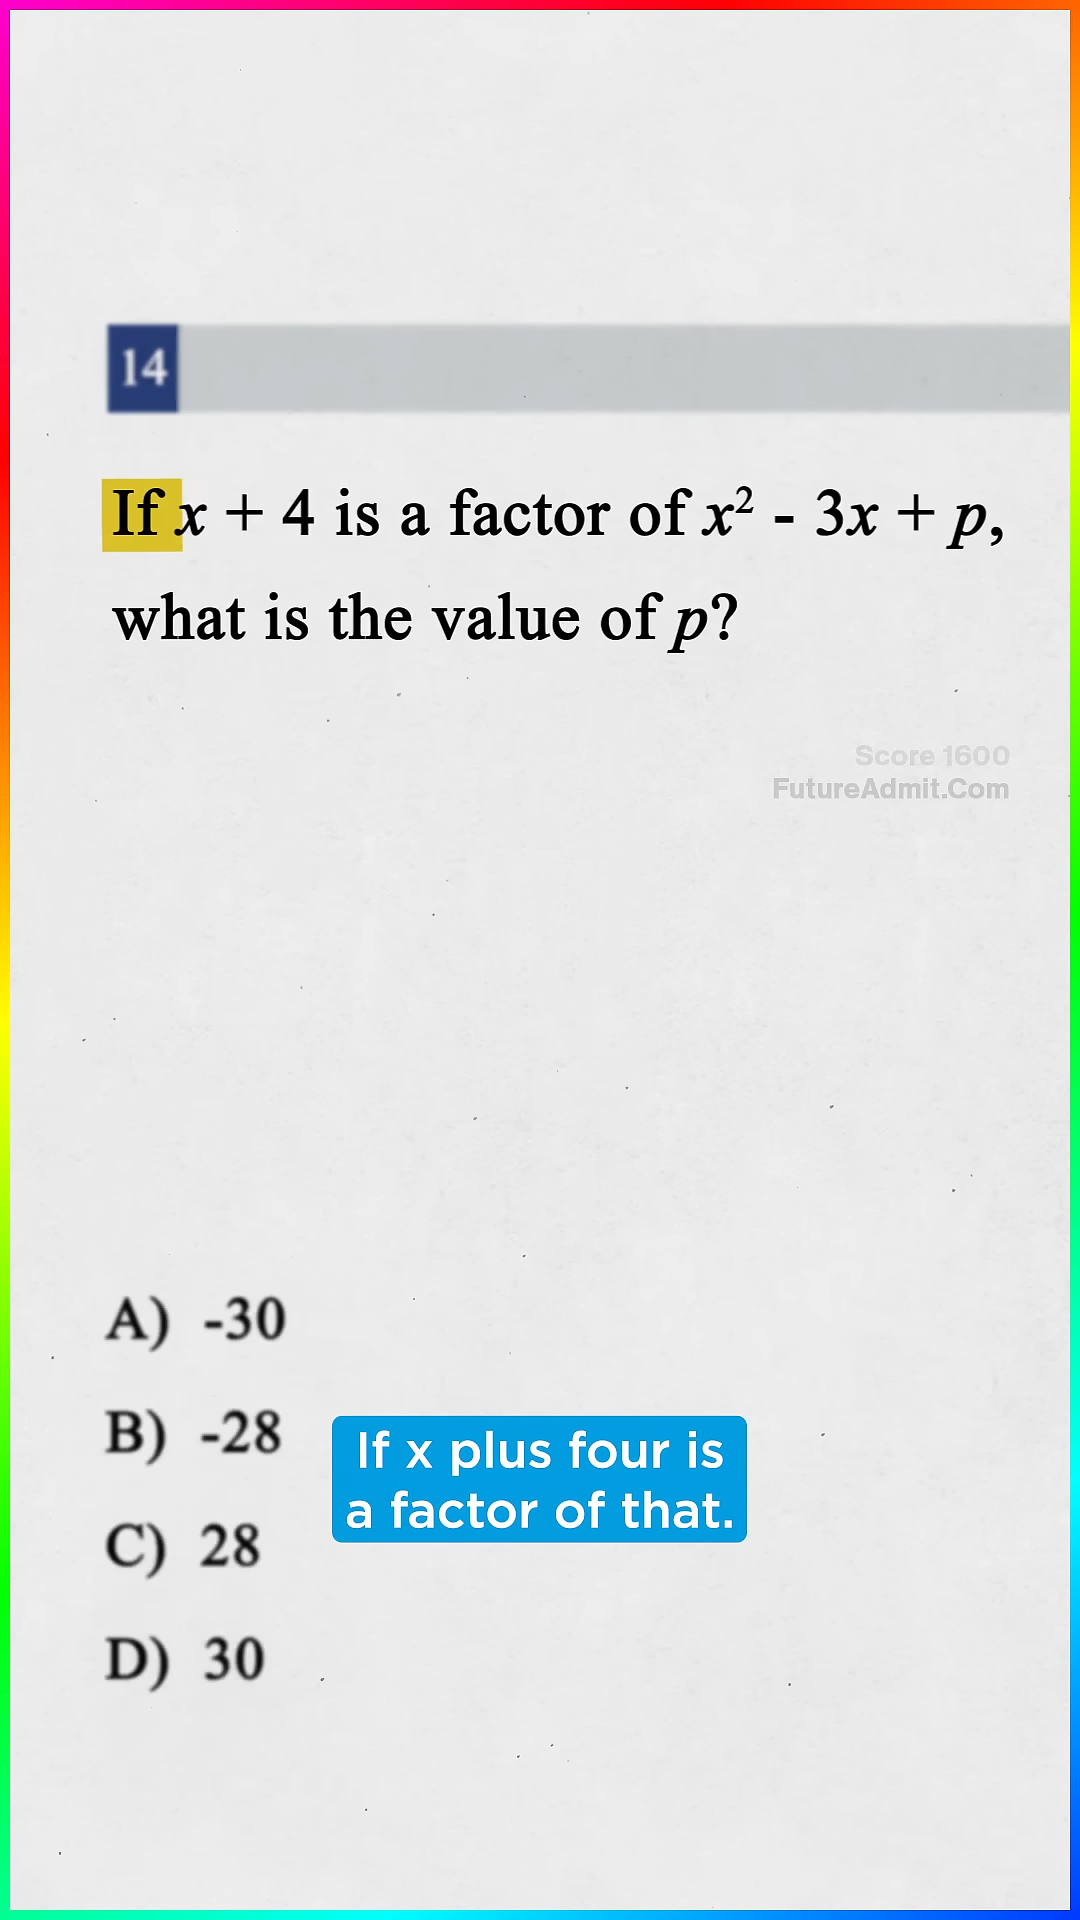 14
If x + 4 is a factor of x² - 3x + p,
what is the value of p?
Score 1600
FutureAdmit.Com
A) -30
B) -28
If x plus four is
a factor of that.
C) 28
D) 30